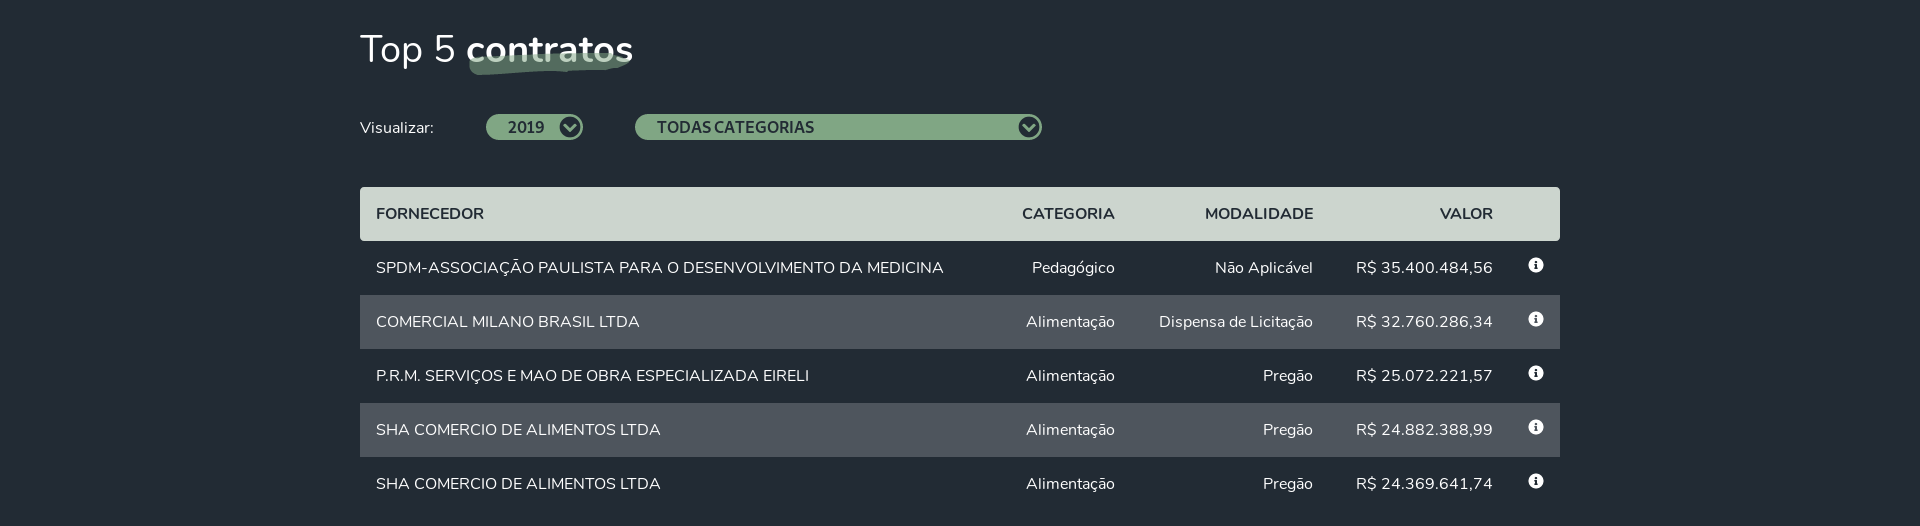 Top 5 contratos
Visualizar: 2019 TODAS CATEGORIAS
FORNECEDOR CATEGORIA MODALIDADE VALOR
SPDM-ASSOCIAÇÃO PAULISTA PARA O DESENVOLVIMENTO DA MEDICINA Pedagógico Não Aplicável R$ 35.400.484,56
COMERCIAL MILANO BRASIL LTDA Alimentação Dispensa de Licitação R$ 32.760.286,34
P.R.M. SERVIÇOS E MAO DE OBRA ESPECIALIZADA EIRELI Alimentação Pregão R$ 25.072.221,57
SHA COMERCIO DE ALIMENTOS LTDA Alimentação Pregão R$ 24.882.388,99
SHA COMERCIO DE ALIMENTOS LTDA Alimentação Pregão R$ 24.369.641,74